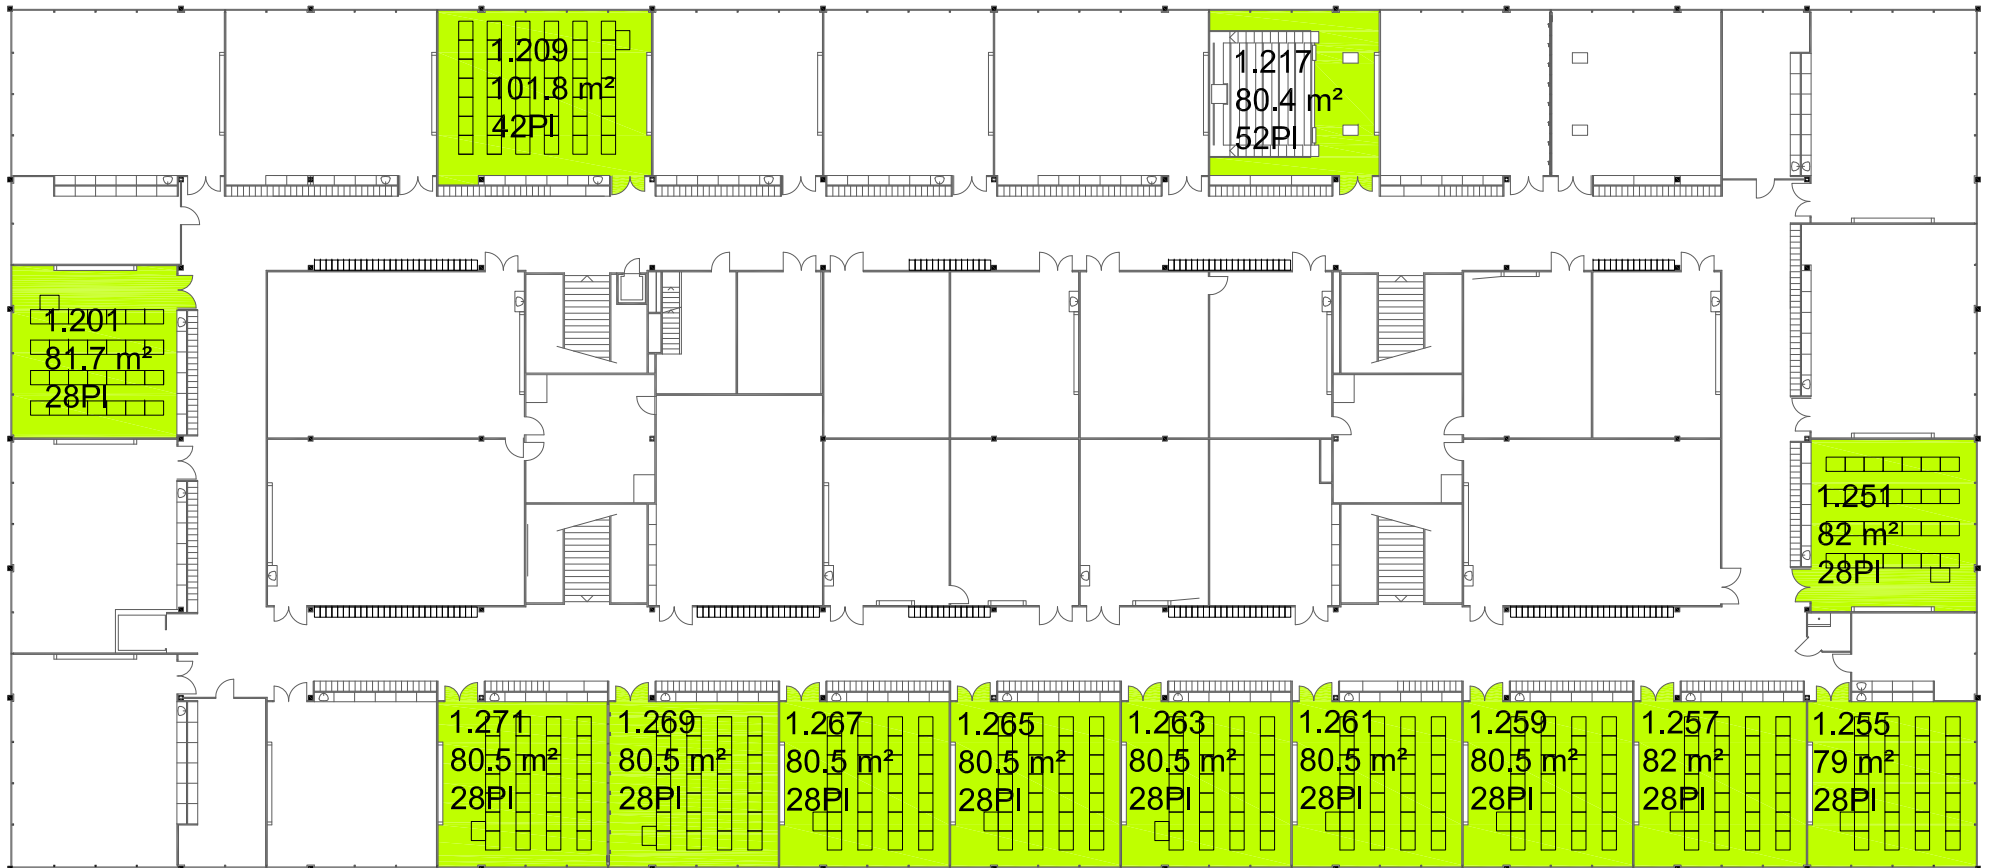 1.209
101.8 m²
42Pl
1.217
80.4 m²
52Pl
1.201
81.7 m²
28Pl
1.251
82 m²
28Pl
1.271
80.5 m²
28Pl
1.269
80.5 m²
28Pl
1.267
80.5 m²
28Pl
1.265
80.5 m²
28Pl
1.263
80.5 m²
28Pl
1.261
80.5 m²
28Pl
1.259
80.5 m²
28Pl
1.257
82 m²
28Pl
1.255
79 m²
28Pl